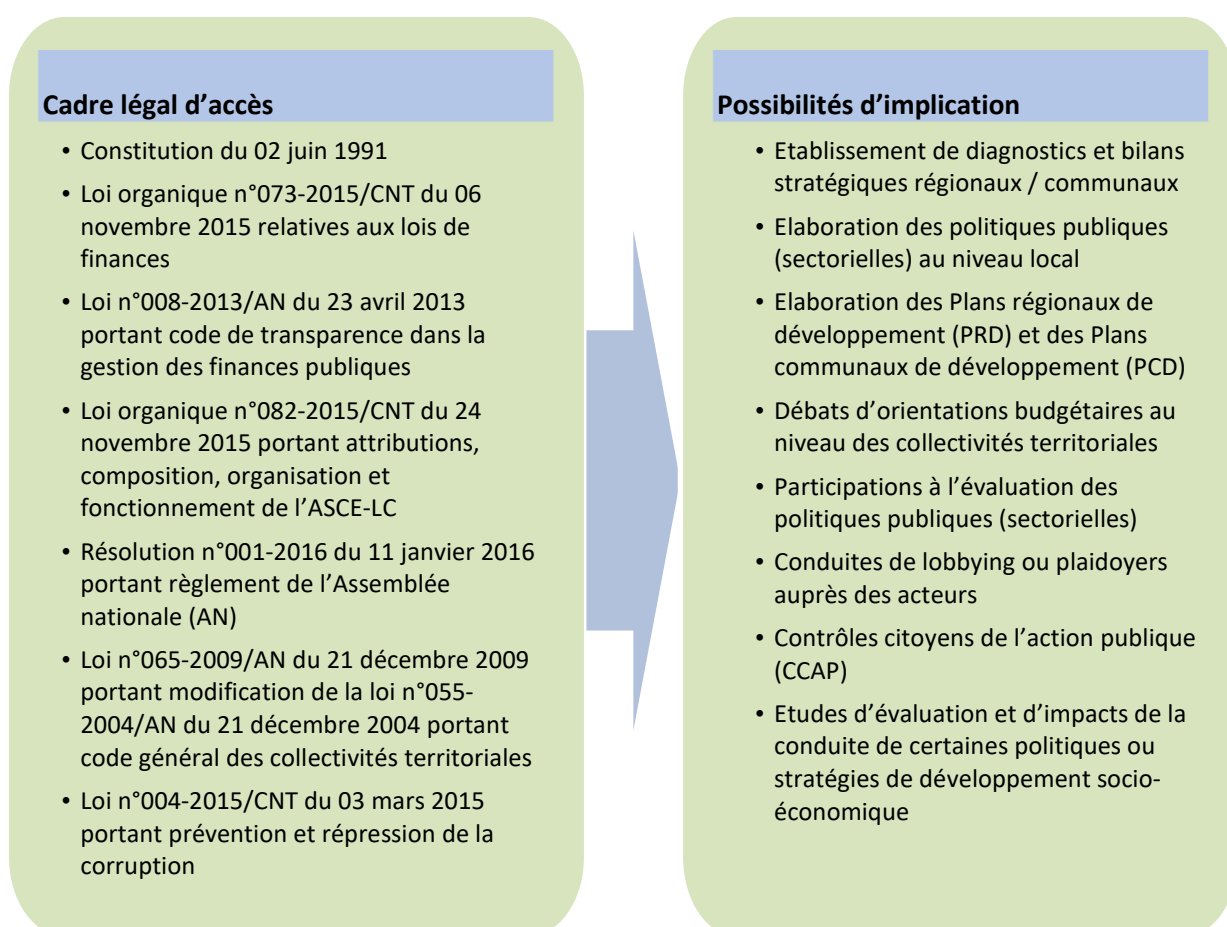 Cadre légal d’accès
• Constitution du 02 juin 1991
• Loi organique n°073-2015/CNT du 06
novembre 2015 relatives aux lois de
finances
• Loi n°008-2013/AN du 23 avril 2013
portant code de transparence dans la
gestion des finances publiques
• Loi organique n°082-2015/CNT du 24
novembre 2015 portant attributions,
composition, organisation et
fonctionnement de l’ASCE-LC
• Résolution n°001-2016 du 11 janvier 2016
portant règlement de l’Assemblée
nationale (AN)
• Loi n°065-2009/AN du 21 décembre 2009
portant modification de la loi n°055-
2004/AN du 21 décembre 2004 portant
code général des collectivités territoriales
• Loi n°004-2015/CNT du 03 mars 2015
portant prévention et répression de la
corruption
Possibilités d’implication
• Etablissement de diagnostics et bilans
stratégiques régionaux / communaux
• Elaboration des politiques publiques
(sectorielles) au niveau local
• Elaboration des Plans régionaux de
développement (PRD) et des Plans
communaux de développement (PCD)
• Débats d’orientations budgétaires au
niveau des collectivités territoriales
• Participations à l’évaluation des
politiques publiques (sectorielles)
• Conduites de lobbying ou plaidoyers
auprès des acteurs
• Contrôles citoyens de l’action publique
(CCAP)
• Etudes d’évaluation et d’impacts de la
conduite de certaines politiques ou
stratégies de développement socio-
économique